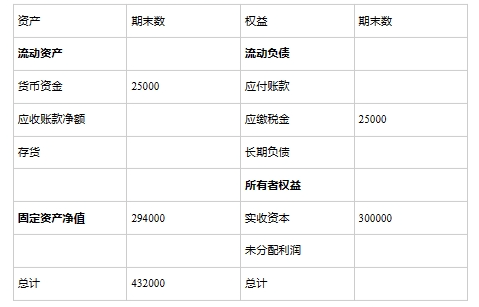 资产 期末数 权益 期末数
流动资产 流动负债
货币资金 25000 应付账款
应收账款净额 应缴税金 25000
存货 长期负债
所有者权益
固定资产净值 294000 实收资本 300000
未分配利润
总计 432000 总计